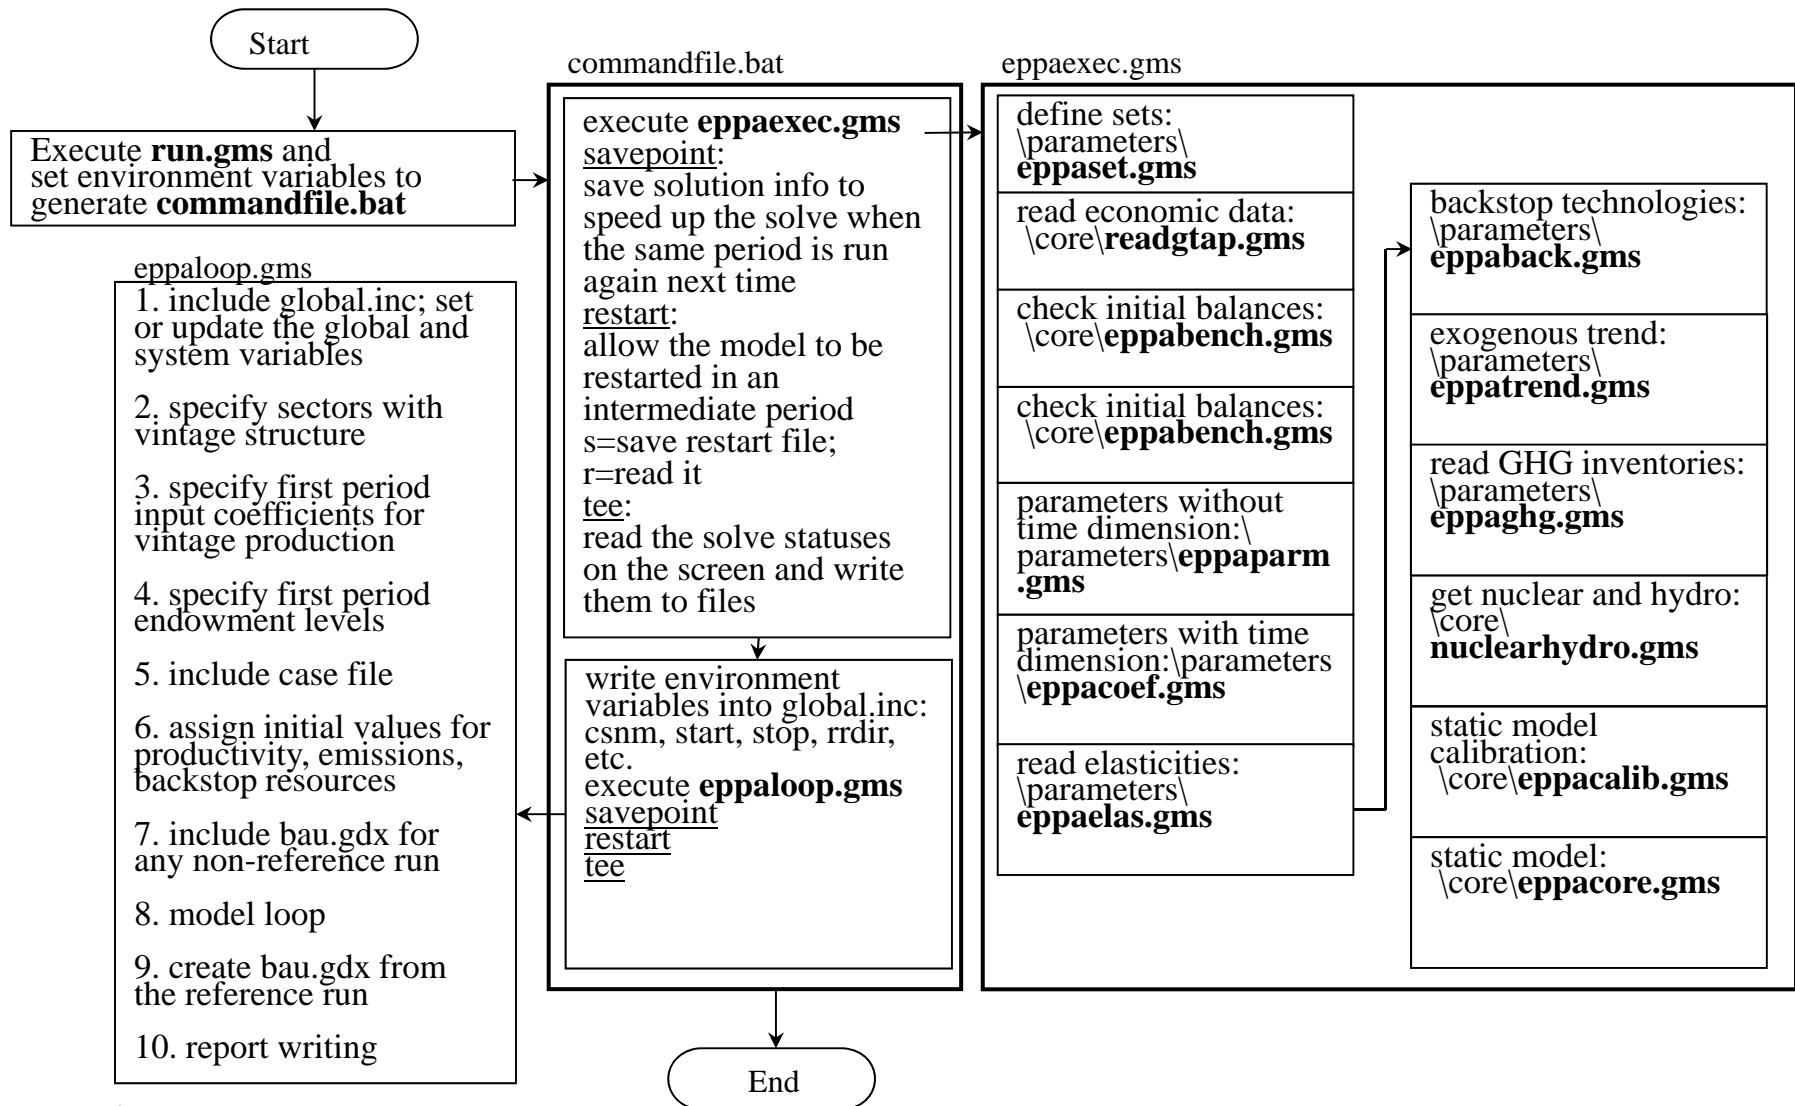 Start
Execute run.gms and
set environment variables to
generate commandfile.bat
commandfile.bat
execute eppaexec.gms
savepoint:
save solution info to
speed up the solve when
the same period is run
again next time
restart:
allow the model to be
restarted in an
intermediate period
s=save restart file;
r=read it
tee:
read the solve statuses
on the screen and write
them to files
write environment
variables into global.inc:
csnm, start, stop, rrdir,
etc.
execute eppaloop.gms
savepoint
restart
tee
eppaexec.gms
define sets:
\parameters\
eppaset.gms
read economic data:
\core\readgtap.gms
check initial balances:
\core\eppabench.gms
check initial balances:
\core\eppabench.gms
parameters without
time dimension:\
parameters\eppaparm
.gms
parameters with time
dimension:\parameters
\eppacoef.gms
read elasticities:
\parameters\
eppaelas.gms
backstop technologies:
\parameters\
eppaback.gms
exogenous trend:
\parameters\
eppatrend.gms
read GHG inventories:
\parameters\
eppaghg.gms
get nuclear and hydro:
\core\
nuclearhydro.gms
static model
calibration:
\core\eppacalib.gms
static model:
\core\eppacore.gms
eppaloop.gms
1. include global.inc; set
or update the global and
system variables
2. specify sectors with
vintage structure
3. specify first period
input coefficients for
vintage production
4. specify first period
endowment levels
5. include case file
6. assign initial values for
productivity, emissions,
backstop resources
7. include bau.gdx for
any non-reference run
8. model loop
9. create bau.gdx from
the reference run
10. report writing
End